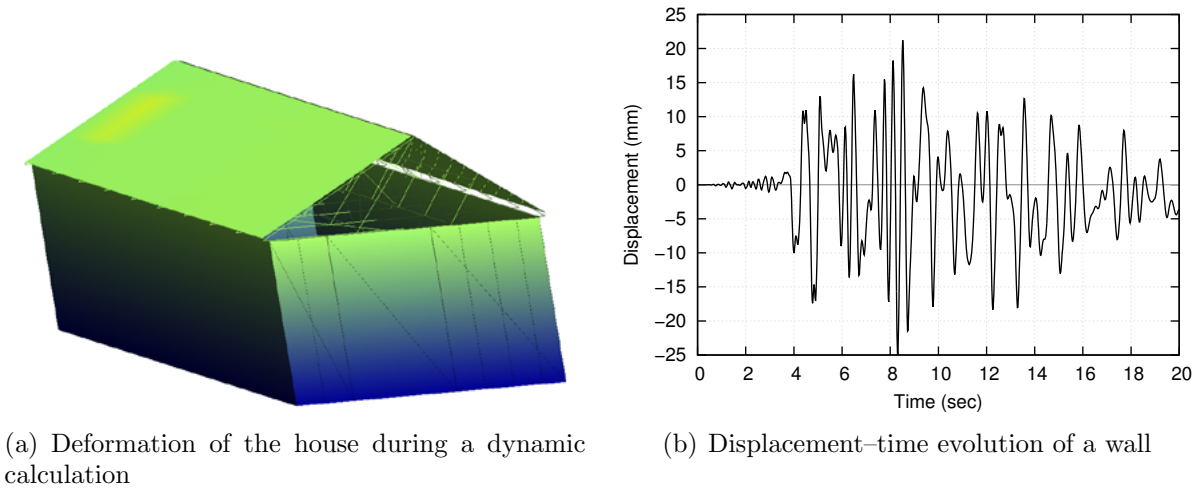 25
20
15
10
5
0
−5
−10
−15
−20
−25
Displacement (mm)
0 2 4 6 8 10 12 14 16 18 20
Time (sec)
(a) Deformation of the house during a dynamic
calculation
(b) Displacement–time evolution of a wall